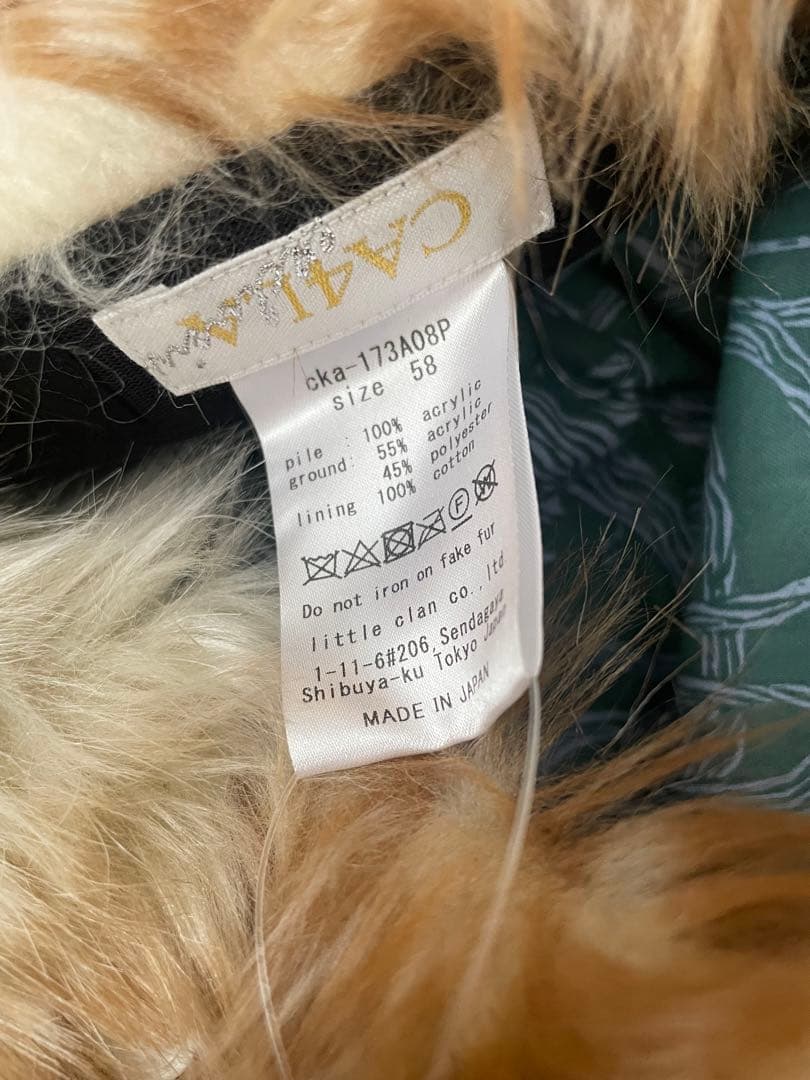 CA4LA
cka-173A08P
size 58
pile : 100% acrylic
ground: 55% acrylic
45% polyester
lining 100% cotton
F
Do not iron on fake fur
little clan co., ltd
1-11-6#206, Sendagaya
Shibuya-ku Tokyo Japan
MADE IN JAPAN